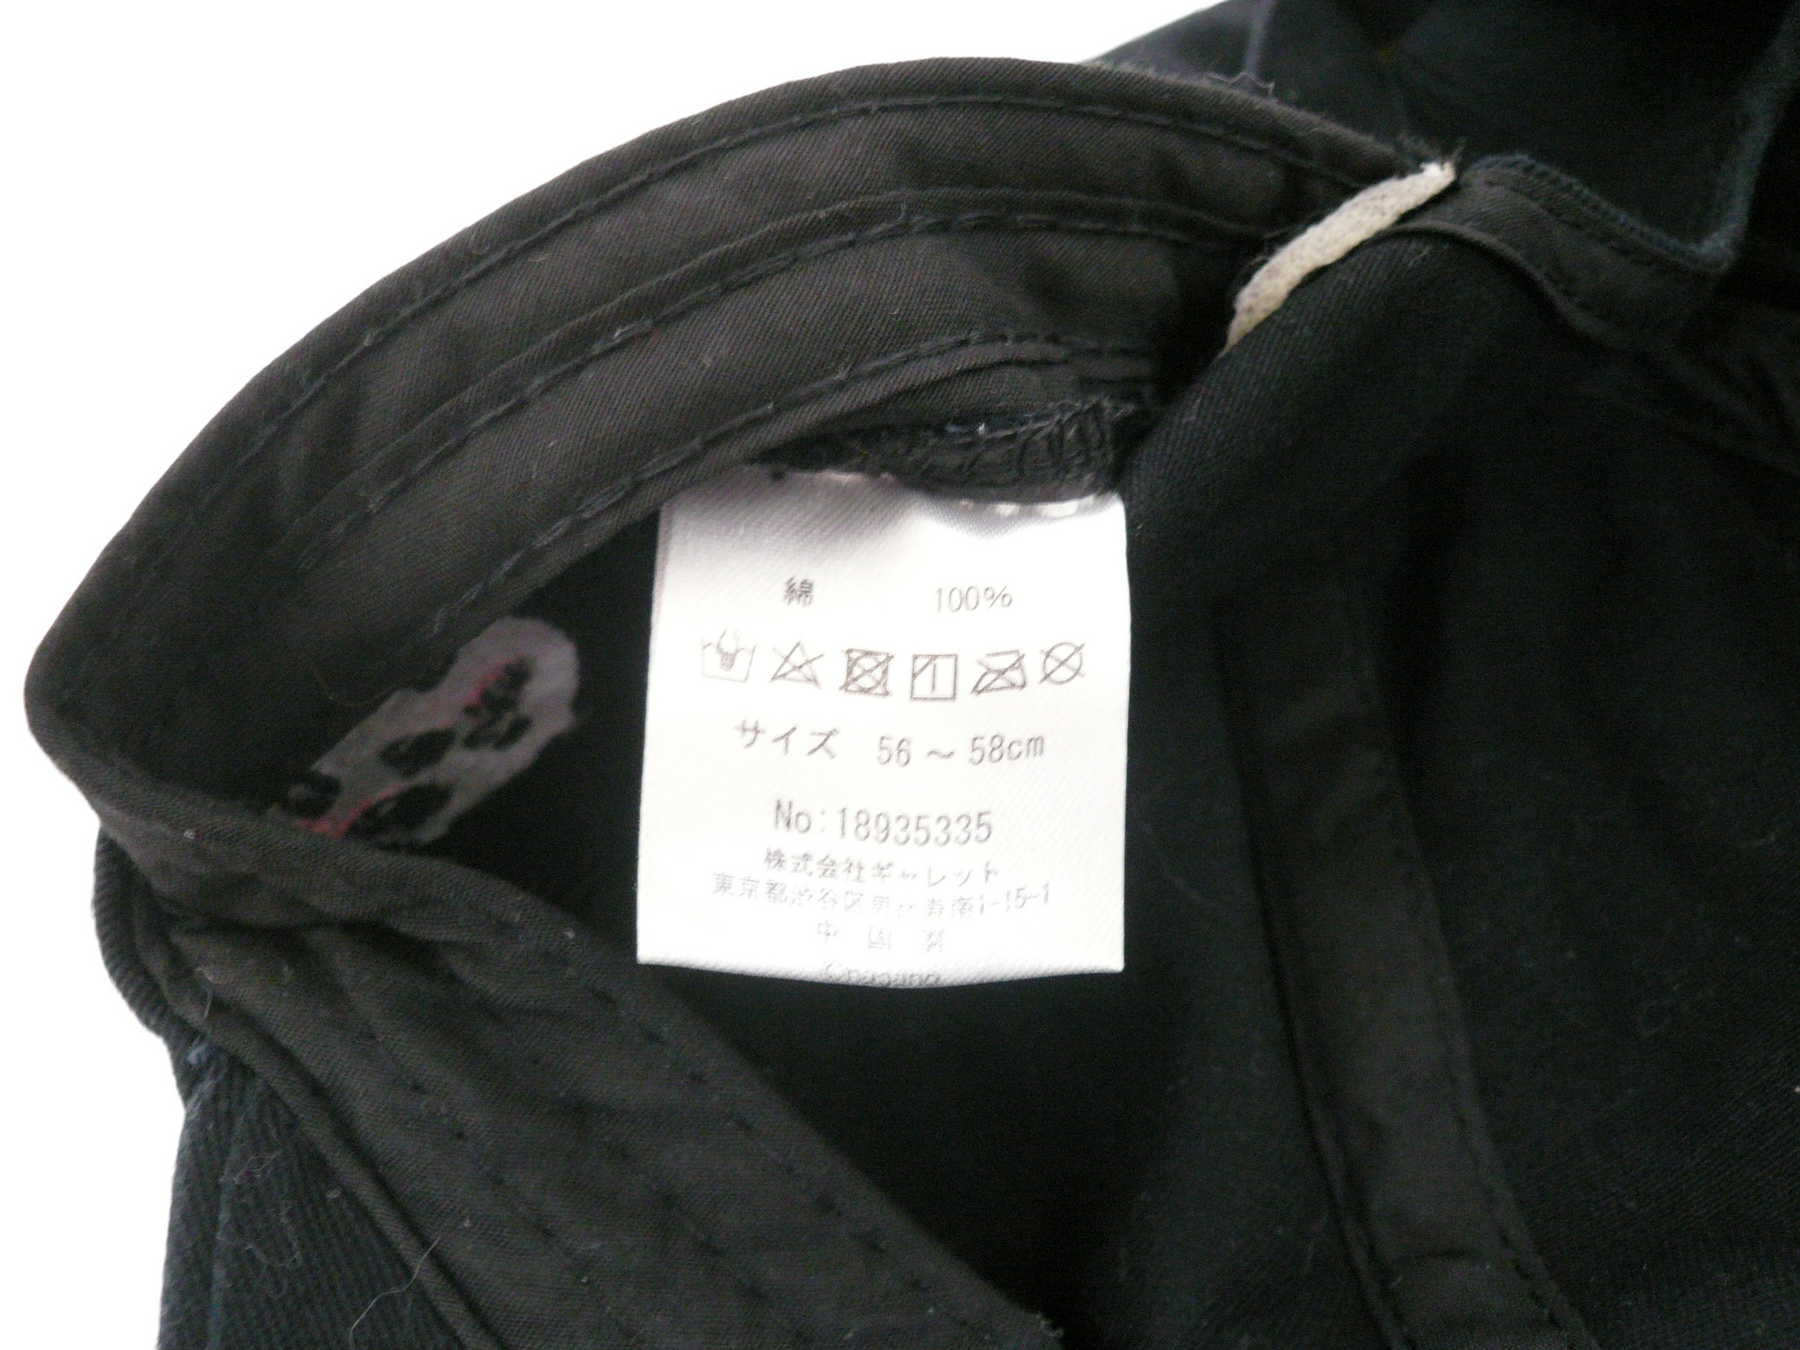 綿 100%
サイズ 56～58cm
No:18935335
株式会社ギャレット
東京都渋谷区恵比寿南1-15-1
中国製